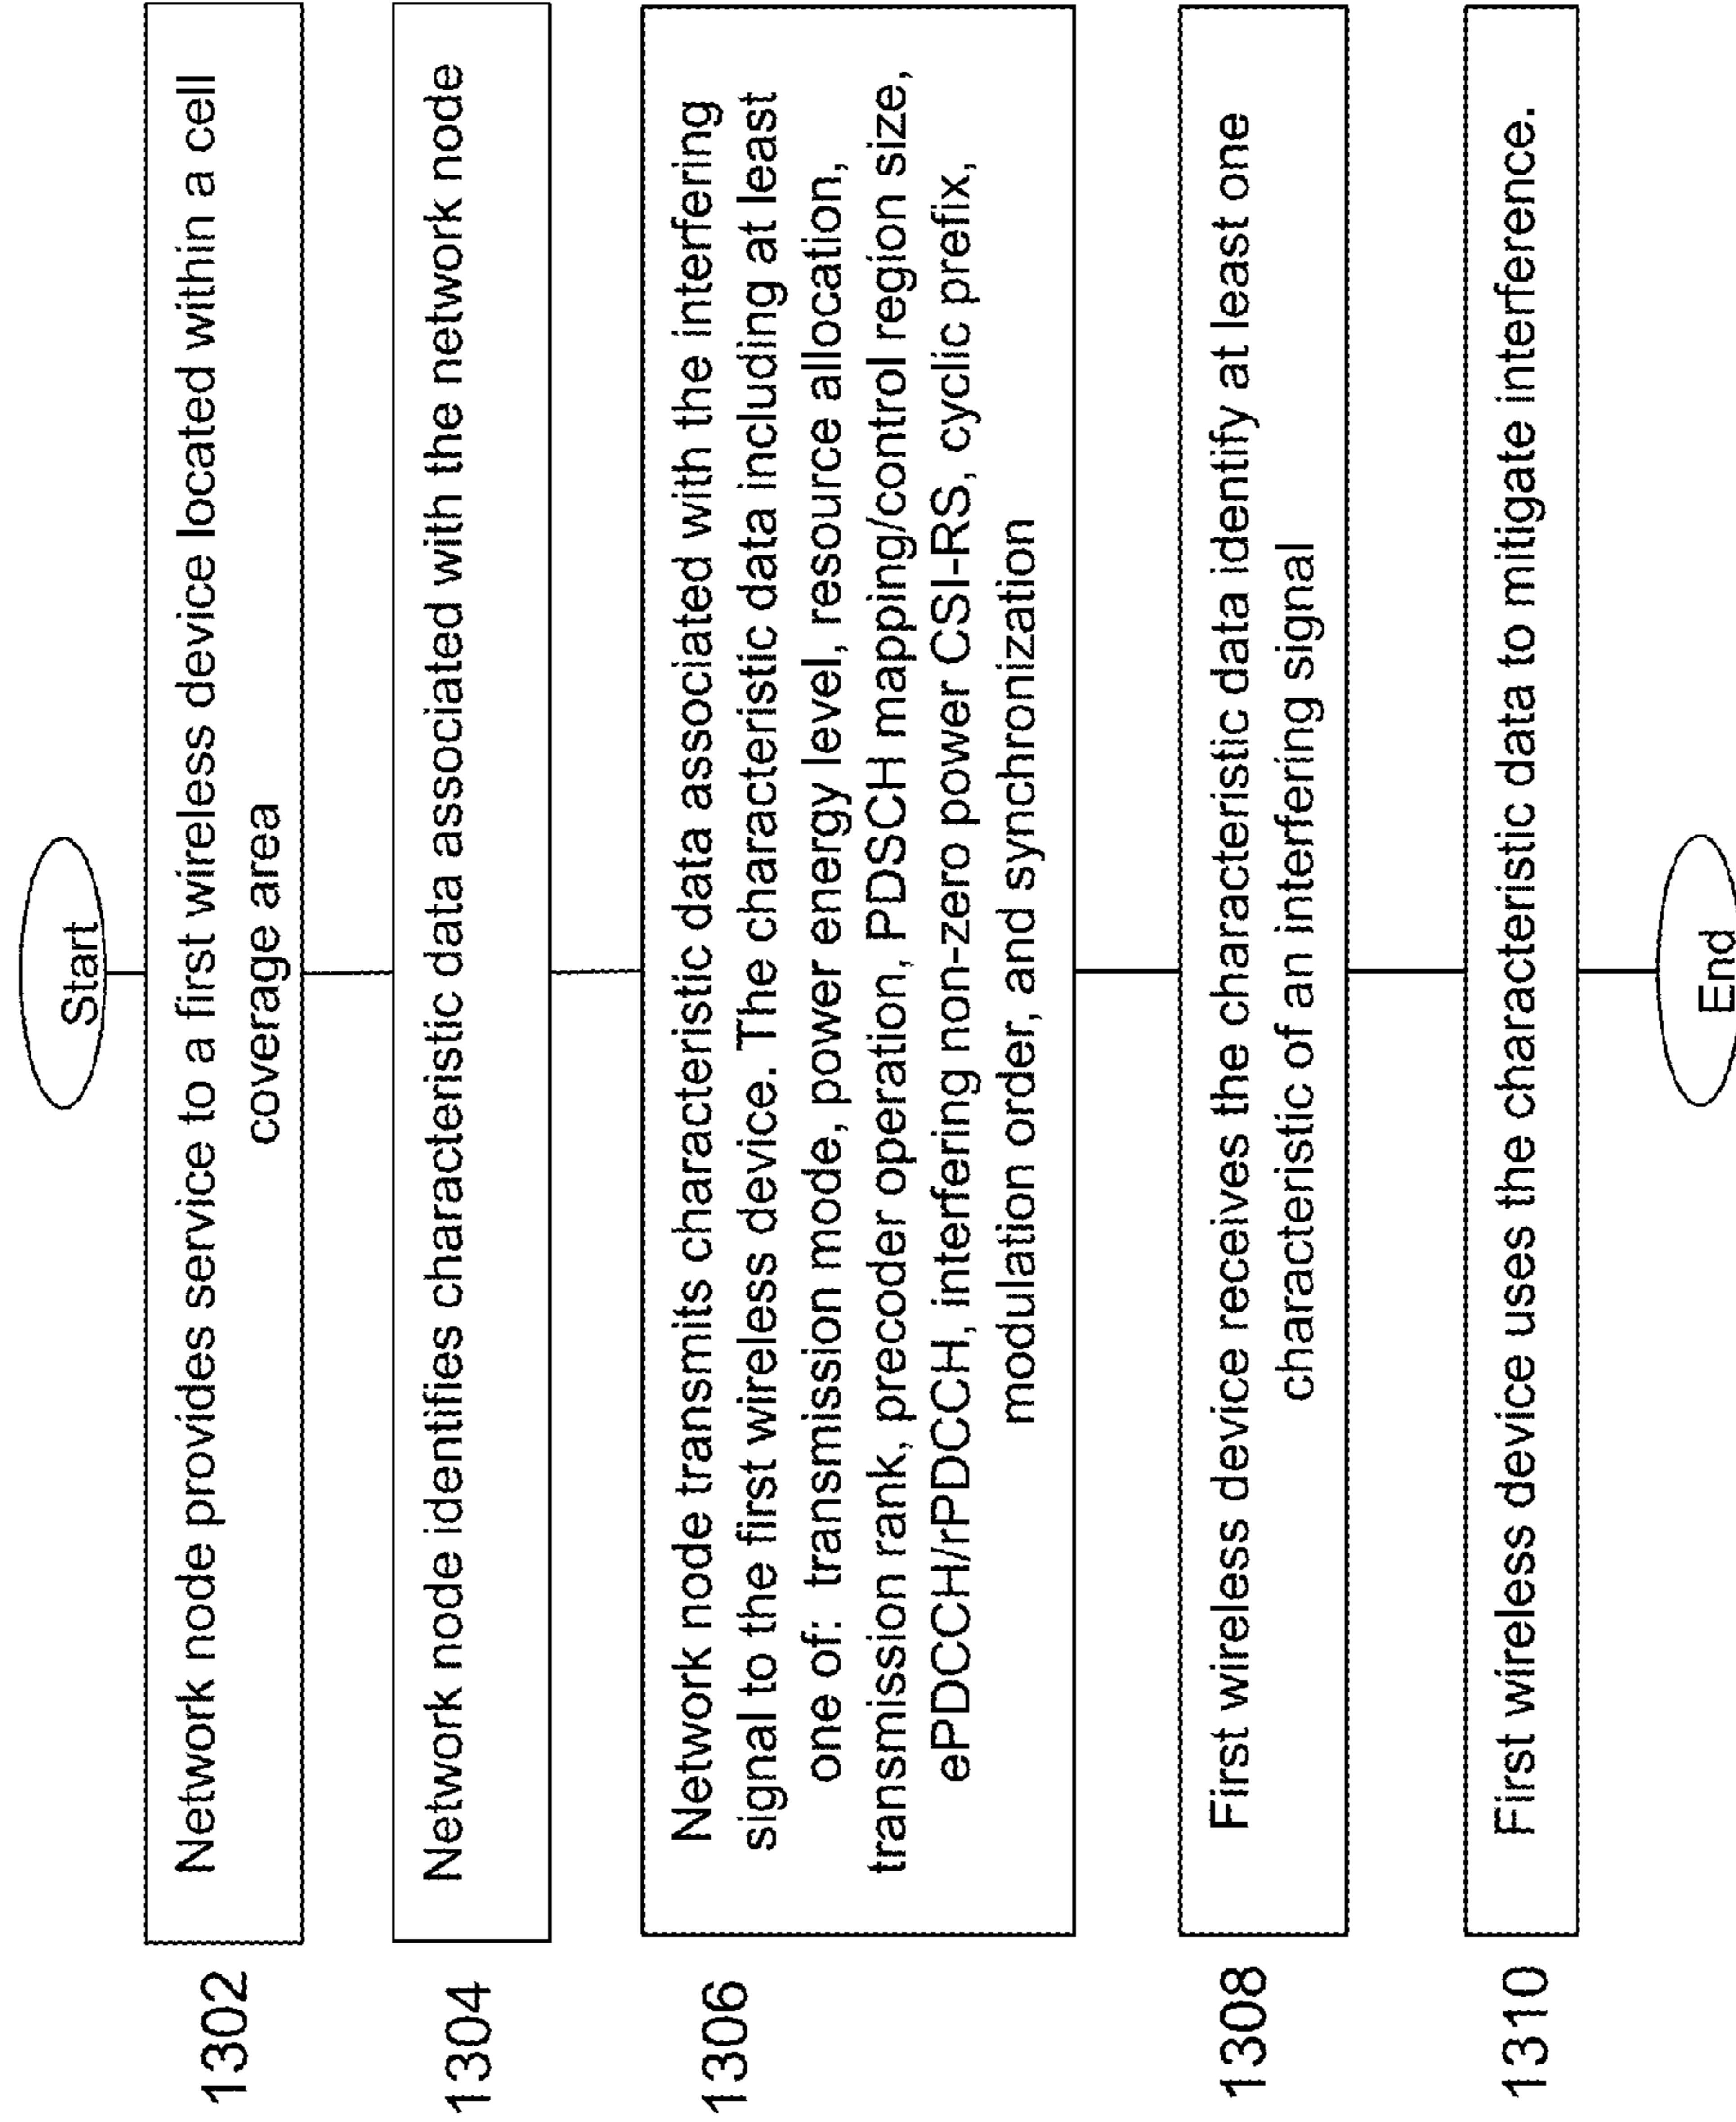 Start
1302
Network node provides service to a first wireless device located within a cell
coverage area
1304
Network node identifies characteristic data associated with the network node
1306
Network node transmits characteristic data associated with the interfering
signal to the first wireless device. The characteristic data including at least
one of: transmission mode, power energy level, resource allocation,
transmission rank, precoder operation, PDSCH mapping/control region size,
ePDCCH/rPDCCH, interfering non-zero power CSI-RS, cyclic prefix,
modulation order, and synchronization
1308
First wireless device receives the characteristic data identify at least one
characteristic of an interfering signal
1310
First wireless device uses the characteristic data to mitigate interference.
End